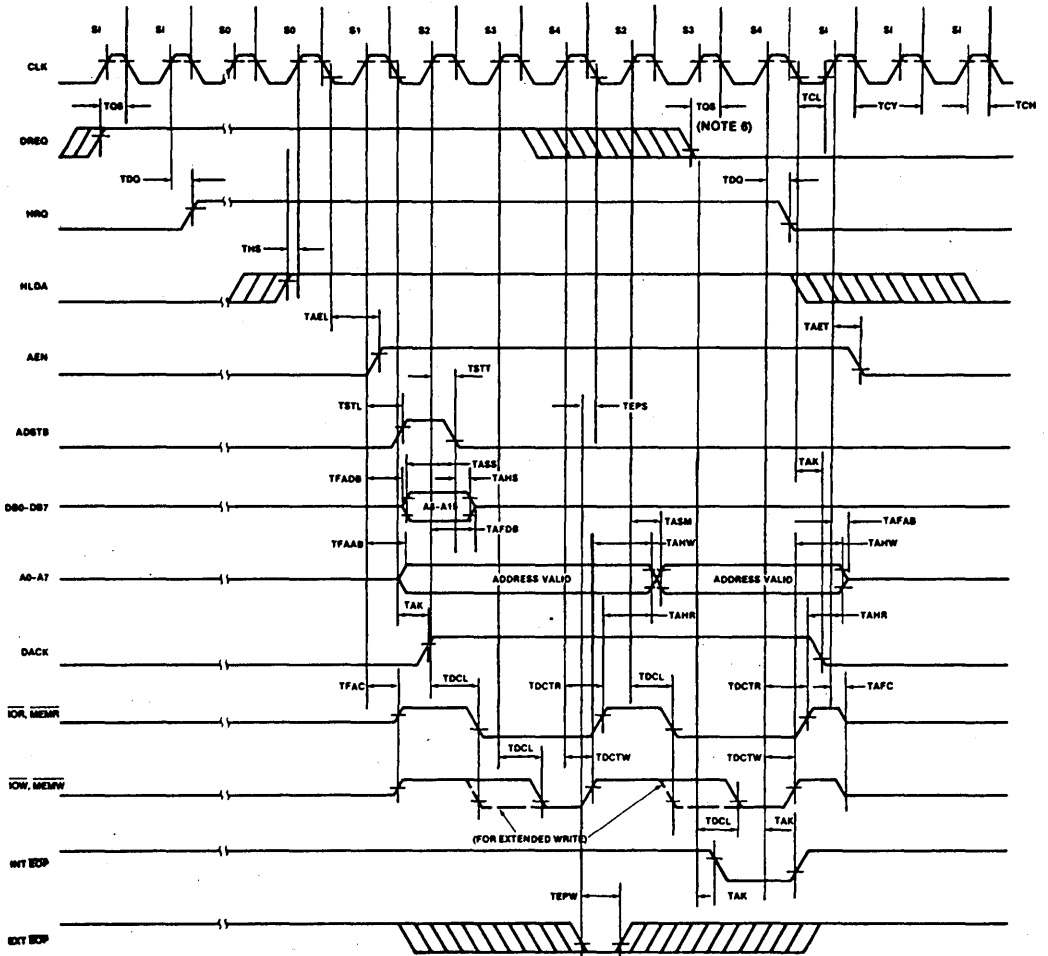 SI SI S0 S0 S1 S2 S3 S4 S2 S3 S4 SI SI SI
CLK
TCL TCY TCH
TQS TQS
(NOTE 6)
DREQ
TDQ TDQ
HRQ
THS
HLDA
TAEL TAET
AEN
TSTT
TSTL TEPS
ADSTB
TASS TAK
TFADB TAHS
DB0-DB7 A8-A15
TAFDB TASM TAFAB
TFAAB TAHW TAHW
A0-A7 ADDRESS VALID ADDRESS VALID
TAK TAHR TAHR
DACK
TFAC TDCL TDCTR TDCL TDCTR TAFC
IOR, MEMR
TDCL TDCTW TDCTW
IOW, MEMW
(FOR EXTENDED WRITE) TDCL TAK
INT EOP
TEPW TAK
EXT EOP